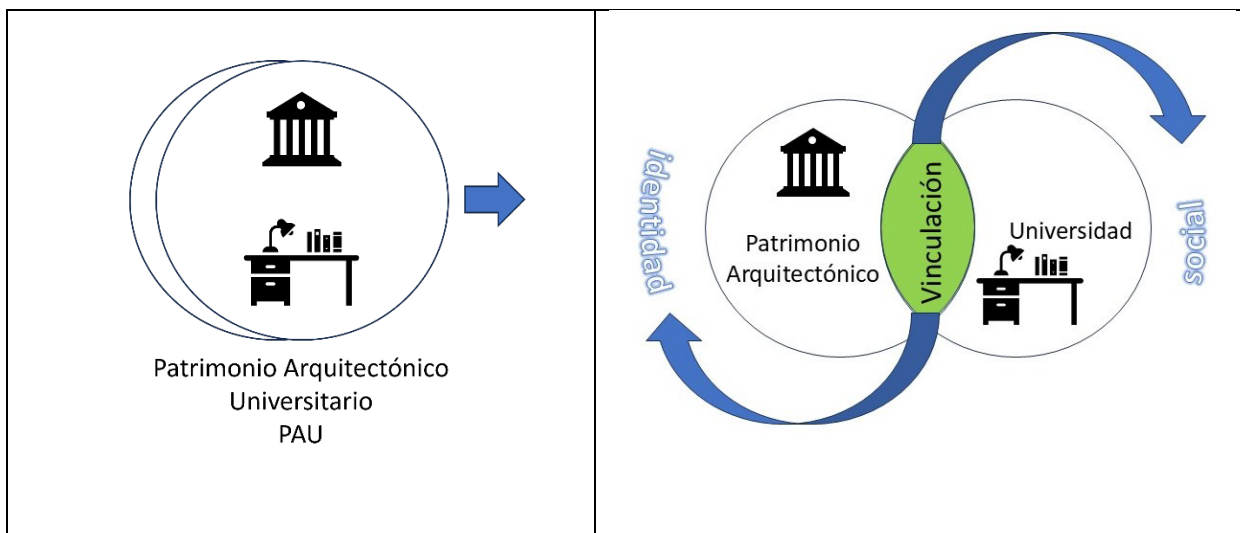 Patrimonio Arquitectónico
Universitario
PAU
identidad
Patrimonio
Arquitectónico
Vinculación
Universidad
social